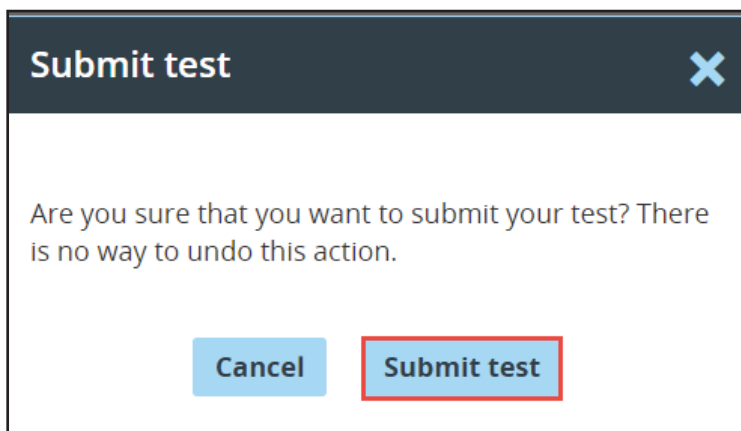 Submit test
Are you sure that you want to submit your test? There
is no way to undo this action.
Cancel
Submit test